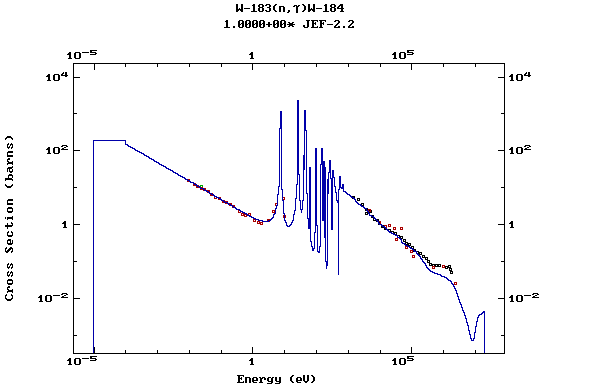 W-183(n,γ)W-184
1.0000+00* JEF-2.2
10⁻⁵ 1 10⁵
10⁴ 10⁴
10² 10²
1 1
10⁻² 10⁻²
10⁻⁵ 1 10⁵
Cross Section (barns)
Energy (eV)